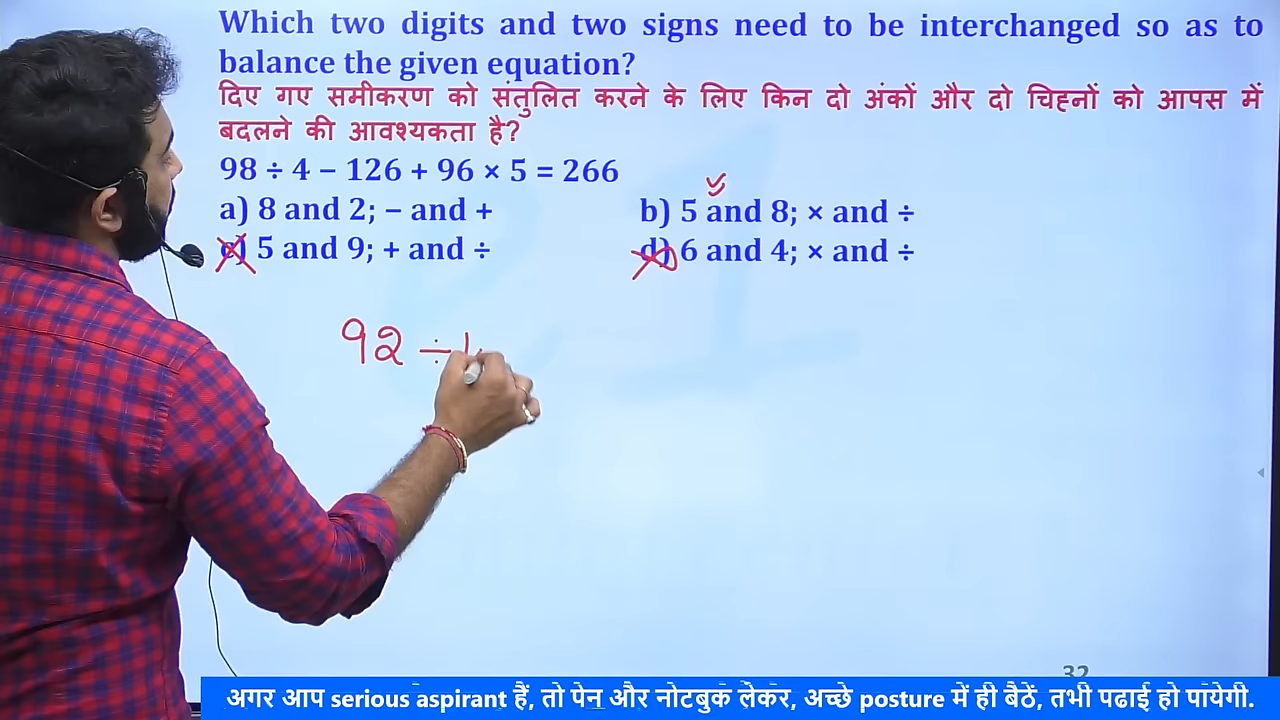 Which two digits and two signs need to be interchanged so as to
balance the given equation?
दिए गए समीकरण को संतुलित करने के लिए किन दो अंकों और दो चिह्नों को आपस में
बदलने की आवश्यकता है?
98 ÷ 4 – 126 + 96 × 5 = 266
a) 8 and 2; – and +
b) 5 and 8; × and ÷
c) 5 and 9; + and ÷
d) 6 and 4; × and ÷
92 ÷
32
अगर आप serious aspirant हैं, तो पेन और नोटबुक लेकर, अच्छे posture में ही बैठें, तभी पढाई हो पायेगी.